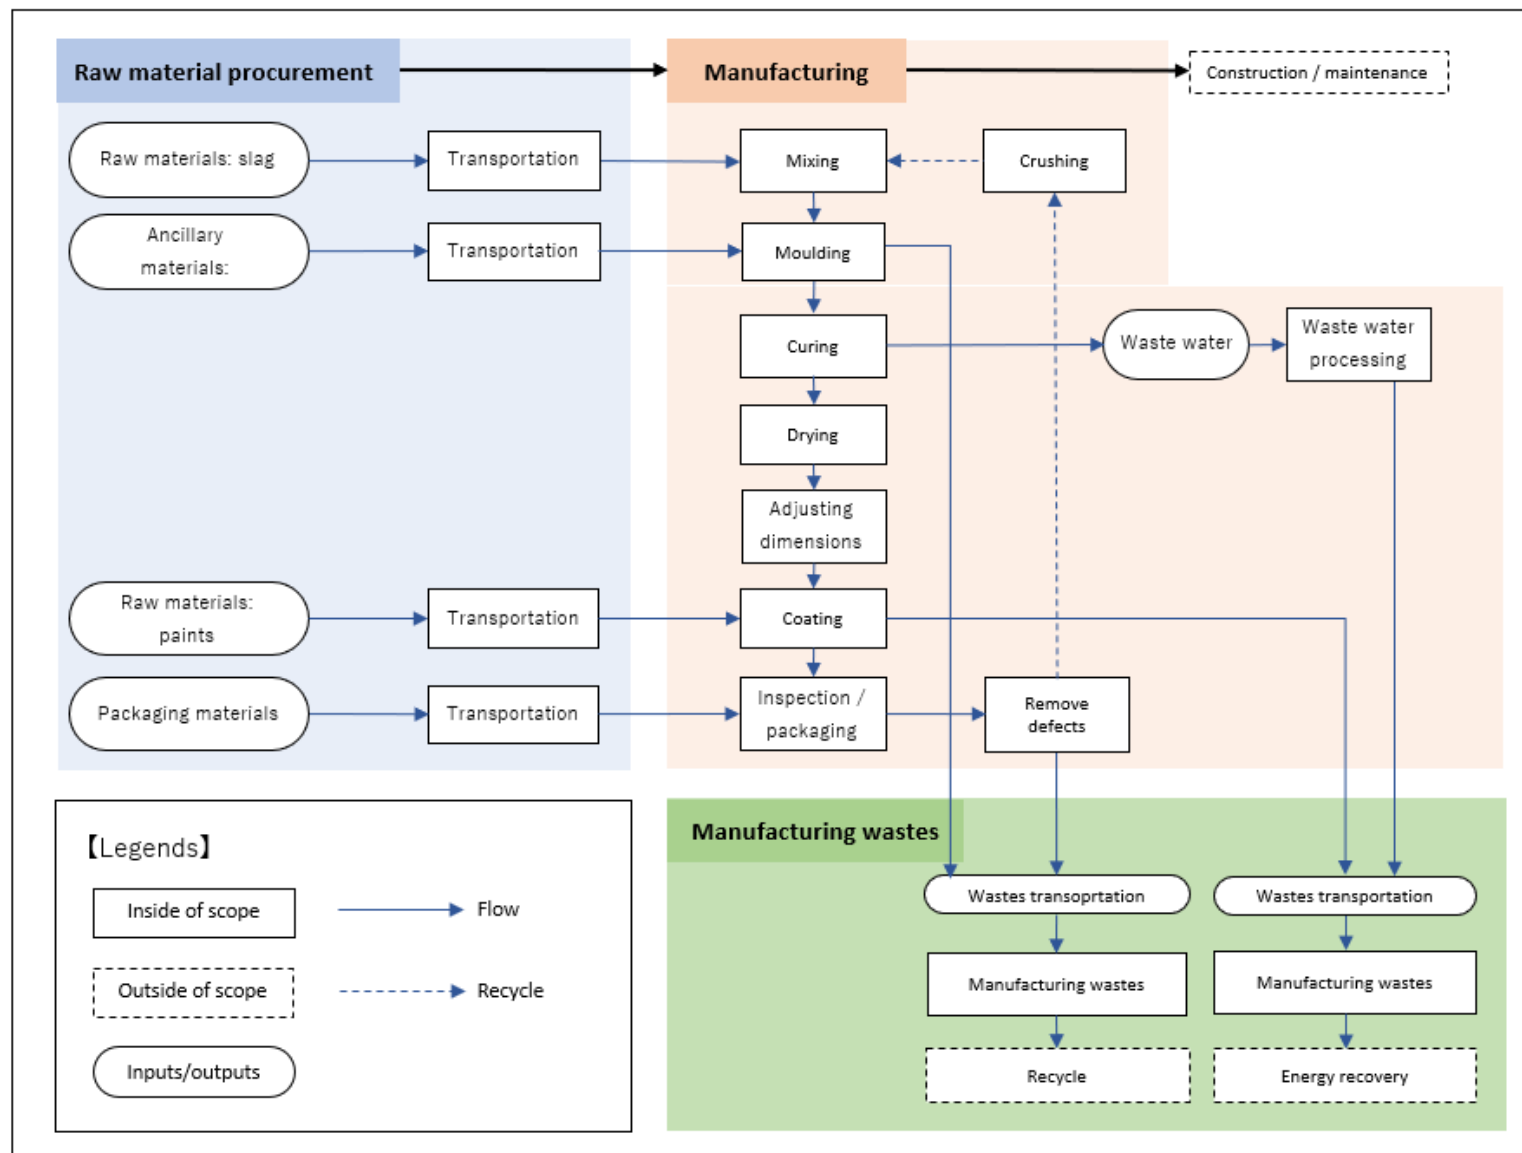 Raw material procurement
Manufacturing
Construction / maintenance
Raw materials: slag
Transportation
Mixing
Crushing
Ancillary
materials:
Transportation
Moulding
Curing
Waste water
Waste water
processing
Drying
Adjusting
dimensions
Raw materials:
paints
Transportation
Coating
Packaging materials
Transportation
Inspection /
packaging
Remove
defects
【Legends】
Inside of scope
Flow
Outside of scope
Recycle
Inputs/outputs
Manufacturing wastes
Wastes transoprtation
Wastes transportation
Manufacturing wastes
Manufacturing wastes
Recycle
Energy recovery